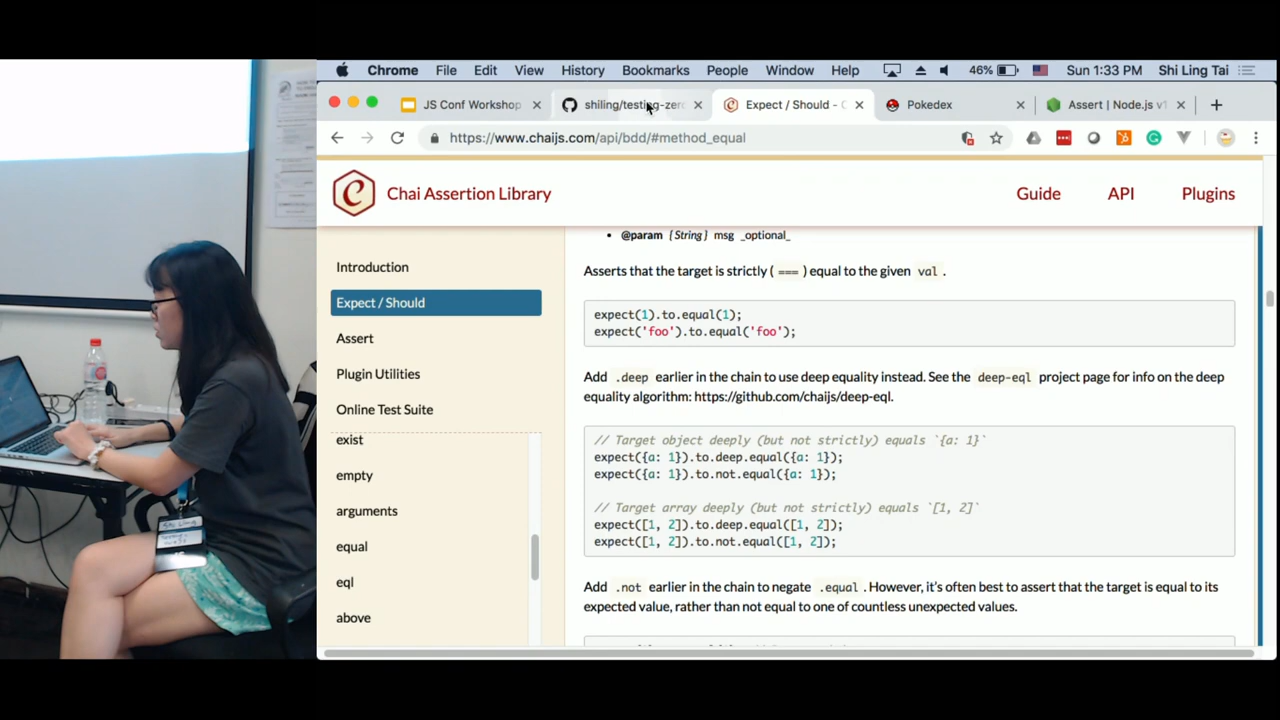 Chrome File Edit View History Bookmarks People Window Help 46% Sun 1:33 PM Shi Ling Tai
JS Conf Workshop
shiling/testing-zero
Expect / Should - C
Pokedex
Assert | Node.js v1
https://www.chaijs.com/api/bdd/#method_equal
Chai Assertion Library
Guide
API
Plugins
Introduction
Expect / Should
Assert
Plugin Utilities
Online Test Suite
exist
empty
arguments
equal
eql
above
@param {String} msg _optional_
Asserts that the target is strictly ( === ) equal to the given val .
expect(1).to.equal(1);
expect('foo').to.equal('foo');
Add .deep earlier in the chain to use deep equality instead. See the deep-eql project page for info on the deep
equality algorithm: https://github.com/chaijs/deep-eql.
// Target object deeply (but not strictly) equals `{a: 1}`
expect({a: 1}).to.deep.equal({a: 1});
expect({a: 1}).to.not.equal({a: 1});
// Target array deeply (but not strictly) equals `[1, 2]`
expect([1, 2]).to.deep.equal([1, 2]);
expect([1, 2]).to.not.equal([1, 2]);
Add .not earlier in the chain to negate .equal . However, it's often best to assert that the target is equal to its
expected value, rather than not equal to one of countless unexpected values.